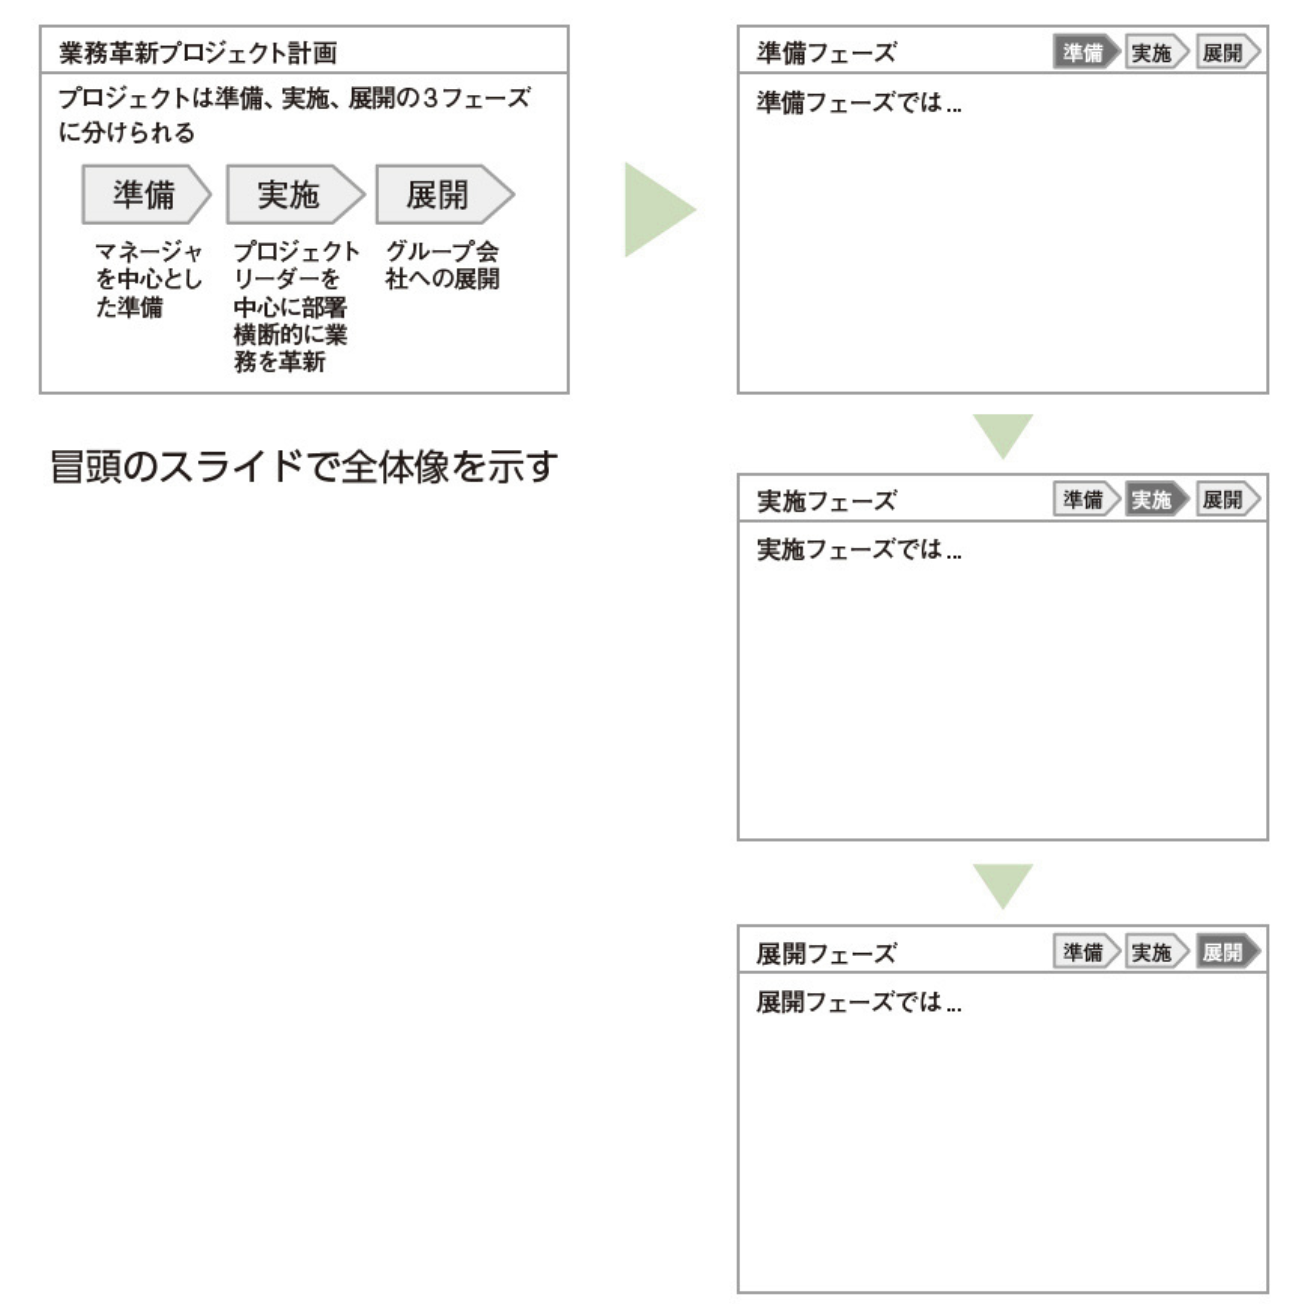 業務革新プロジェクト計画
プロジェクトは準備、実施、展開の3フェーズ
に分けられる
準備
実施
展開
マネージャ
を中心とし
た準備
プロジェクト
リーダーを
中心に部署
横断的に業
務を革新
グループ会
社への展開
冒頭のスライドで全体像を示す
準備フェーズ
準備
実施
展開
準備フェーズでは...
実施フェーズ
準備
実施
展開
実施フェーズでは...
展開フェーズ
準備
実施
展開
展開フェーズでは...